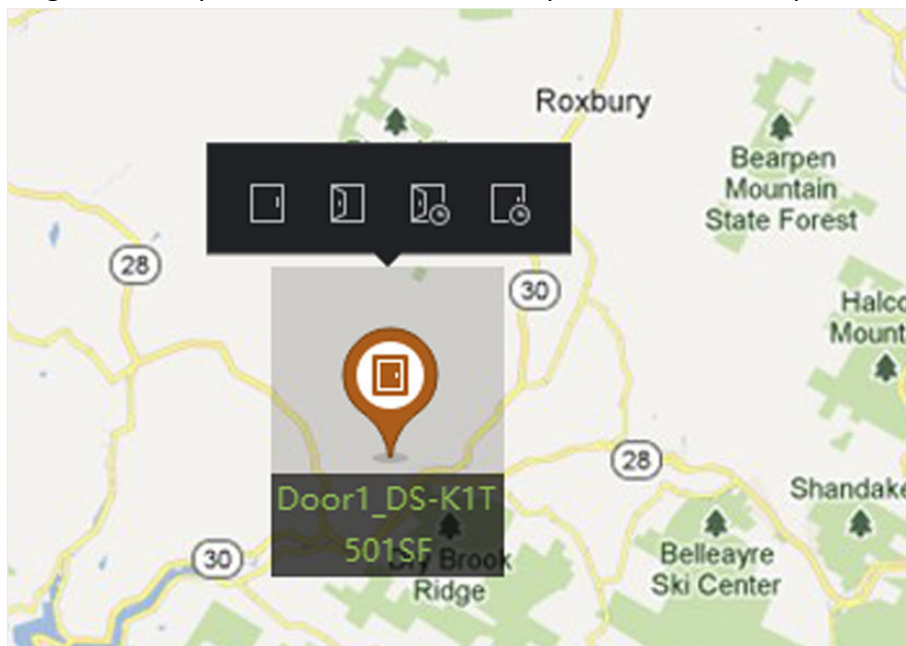 Roxbury
Bearpen
Mountain
State Forest
28
30
Halco
Mount
28
Door1_DS-K1T
501SF
Shandake
30
Dry Brook
Ridge
Belleayre
Ski Center